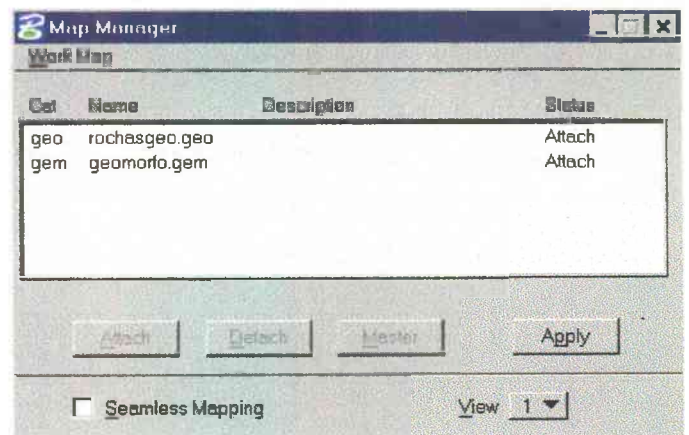 Map Manager
Work Map
Cat Name Description Status
geo rochasgeo.geo Attach
gem geomorfo.gem Attach
Attach Detach Master Apply
Seamless Mapping View 1